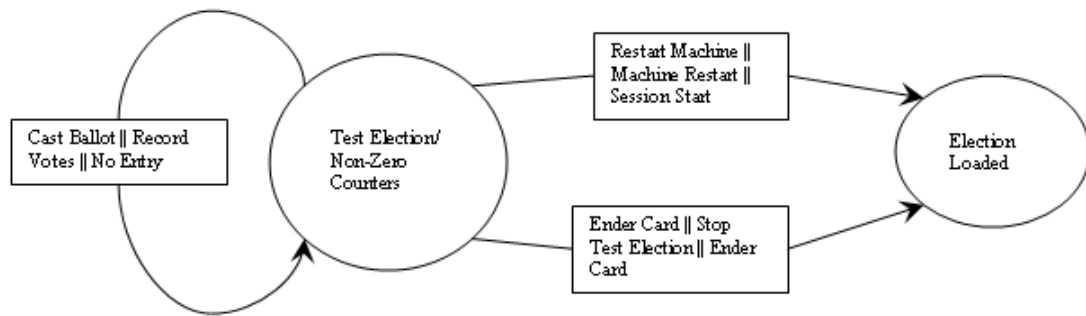 Restart Machine ||
Machine Restart ||
Session Start
Cast Ballot || Record
Votes || No Entry
Test Election/
Non-Zero
Counters
Election
Loaded
Ender Card || Stop
Test Election || Ender
Card